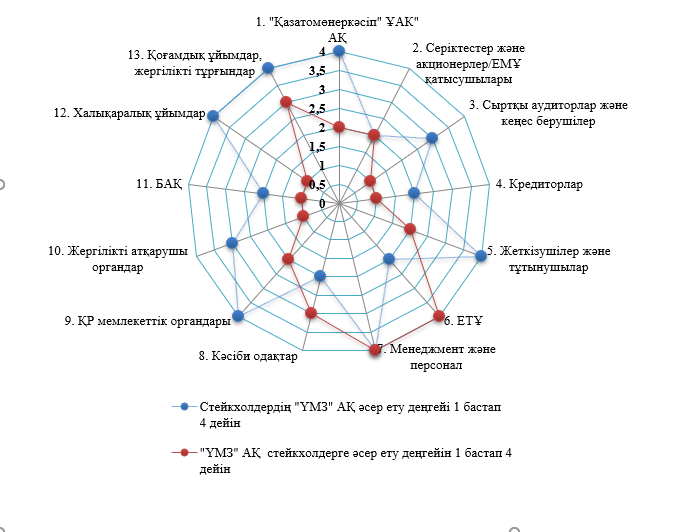 1. "Қазатомөнеркәсіп" ҰАК"
АҚ
2. Серіктестер және
акционерлер/ЕМҰ
қатысушылары
3. Сыртқы аудиторлар және
кеңес берушілер
4. Кредиторлар
5. Жеткізушілер және
тұтынушылар
6. ЕТҰ
7. Менеджмент және
персонал
8. Кәсіби одақтар
9. ҚР мемлекеттік органдары
10. Жергілікті атқарушы
органдар
11. БАҚ
12. Халықаралық ұйымдар
13. Қоғамдық ұйымдар,
жергілікті тұрғындар
4
3,5
3
2,5
2
1,5
1
0,5
0
Стейкхолдердің "ҮМЗ" АҚ әсер ету деңгейі 1 бастап
4 дейін
"ҮМЗ" АҚ стейкхолдерге әсер ету деңгейін 1 бастап 4
дейін